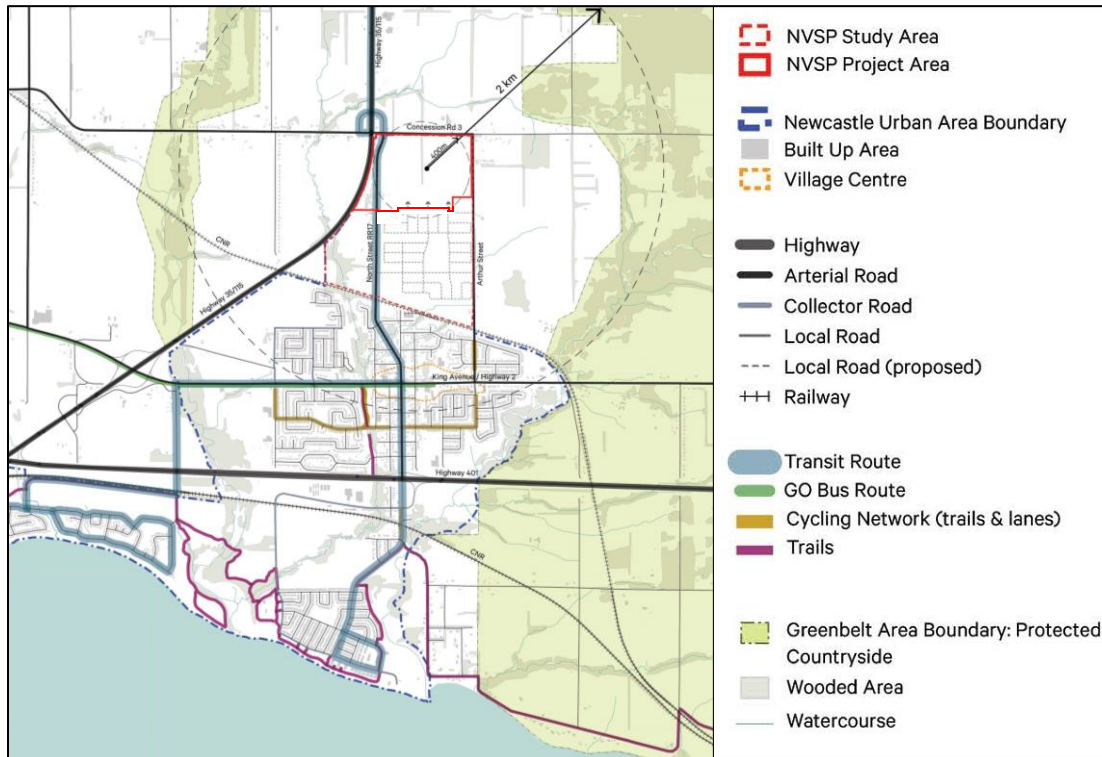 Highway 35/115
2 km
Concession Rd 3
400m
CNR
North Street RR17
Arthur Street
Highway 35/115
King Avenue/ Highway 2
Highway 401
CNR
NVSP Study Area
NVSP Project Area
Newcastle Urban Area Boundary
Built Up Area
Village Centre
Highway
Arterial Road
Collector Road
Local Road
Local Road (proposed)
Railway
Transit Route
GO Bus Route
Cycling Network (trails & lanes)
Trails
Greenbelt Area Boundary: Protected
Countryside
Wooded Area
Watercourse